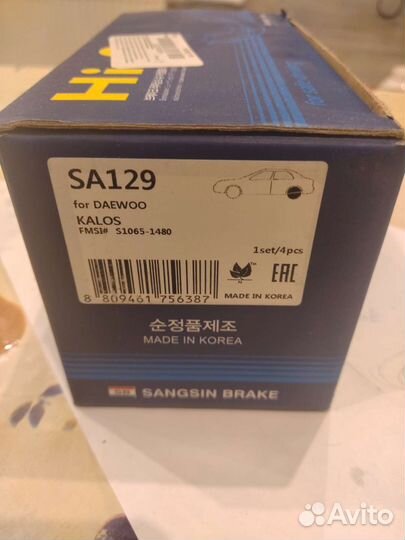 Hi
SA129
for DAEWOO
KALOS
FMSI# S1065-1480
1set/4pcs
8 809461 756387
EAC
MADE IN KOREA
순정품제조
MADE IN KOREA
SB
SANGSIN BRAKE
Avito